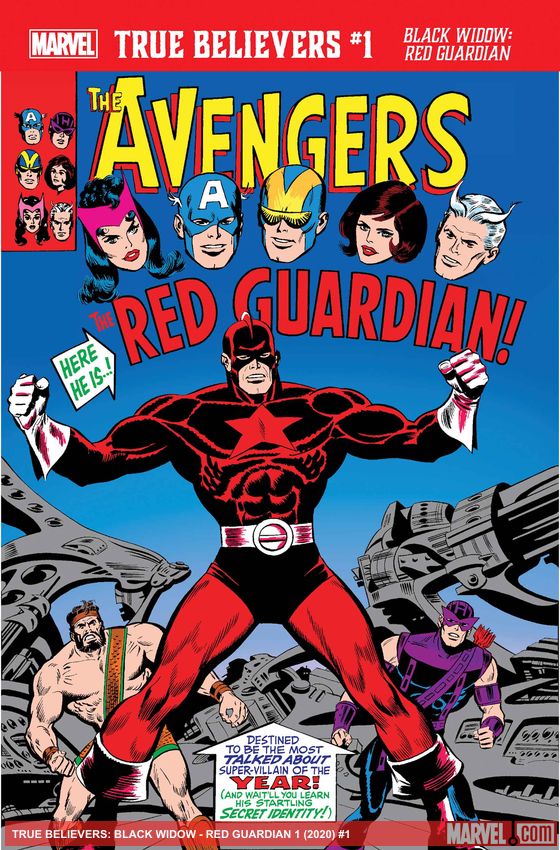 MARVEL
TRUE BELIEVERS #1
BLACK WIDOW:
RED GUARDIAN
THE AVENGERS
A
THE RED GUARDIAN!
HERE
HE IS..!
DESTINED
TO BE THE MOST
TALKED ABOUT
SUPER-VILLAIN OF THE
YEAR!
(AND WAIT'LL YOU LEARN
HIS STARTLING
SECRET IDENTITY!)
TRUE BELIEVERS: BLACK WIDOW - RED GUARDIAN 1 (2020) #1
MARVEL.com